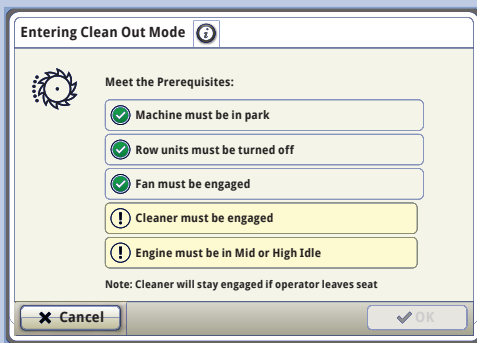 Entering Clean Out Mode
Meet the Prerequisites:
Machine must be in park
Row units must be turned off
Fan must be engaged
Cleaner must be engaged
Engine must be in Mid or High Idle
Note: Cleaner will stay engaged if operator leaves seat
Cancel
OK